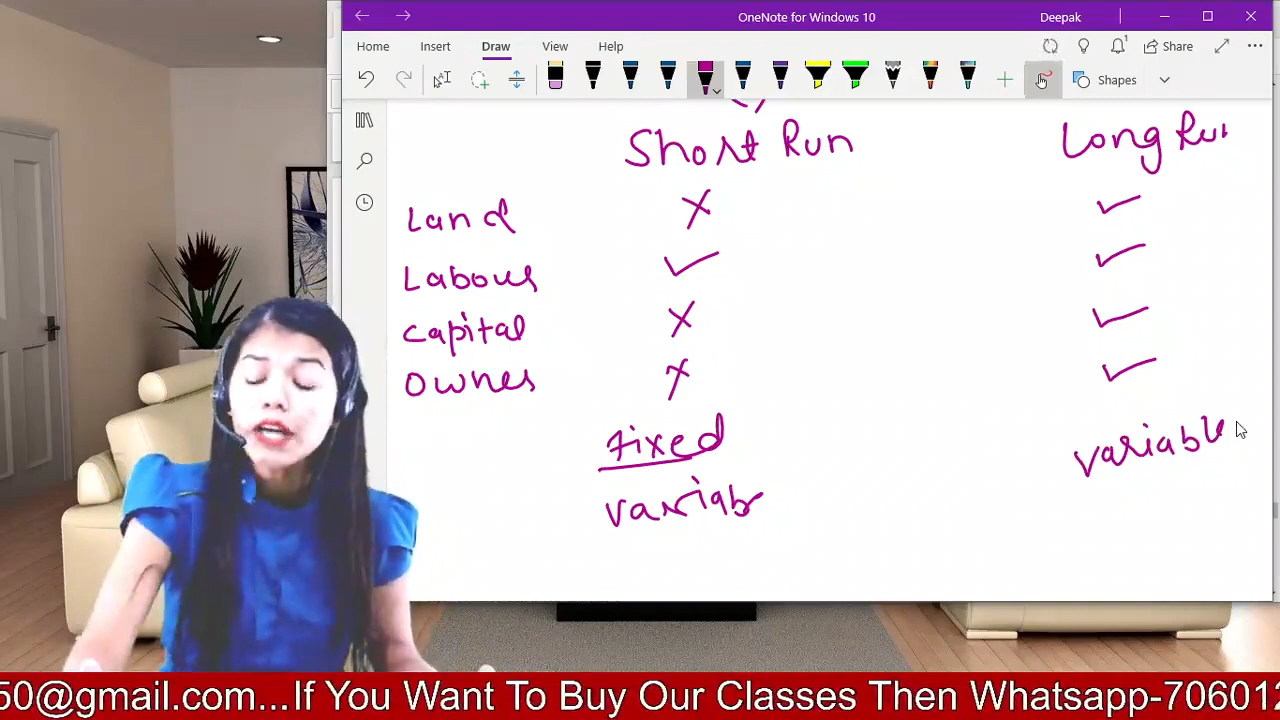 OneNote for Windows 10 Deepak
Home Insert Draw View Help Share
Shapes
Short Run Long Ru
Land
Labour
Capital
Owner
Fixed variable
variab
50@gmail.com...If You Want To Buy Our Classes Then Whatsapp-706012